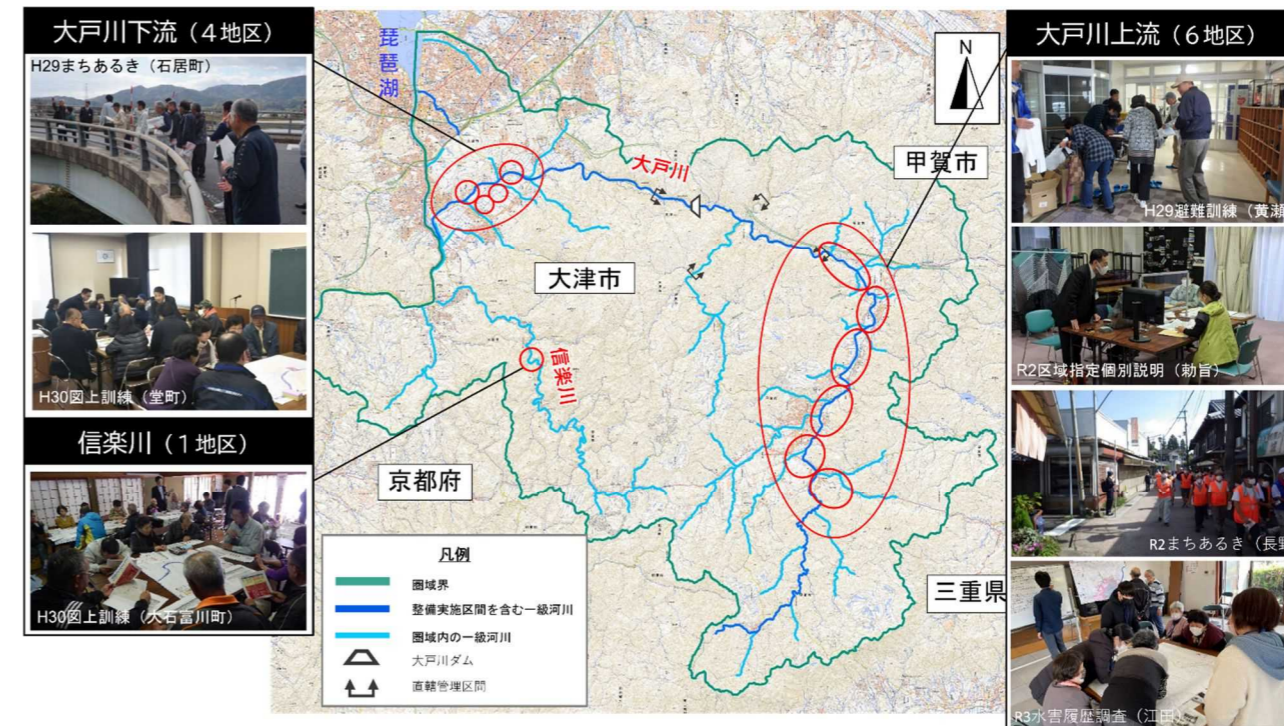 大戸川下流（4地区）
H29まちあるき（石居町）
H30図上訓練（堂町）
信楽川（1地区）
H30図上訓練（大石富川町）
琵琶湖
大戸川
N
甲賀市
大津市
信楽川
京都府
三重県
凡例
圏域界
整備実施区間を含む一級河川
圏域内の一級河川
大戸川ダム
直轄管理区間
大戸川上流（6地区）
H29避難訓練（黄瀬
R2区域指定個別説明（勅旨）
R2まちあるき（長野
R3水害履歴調査（江田）